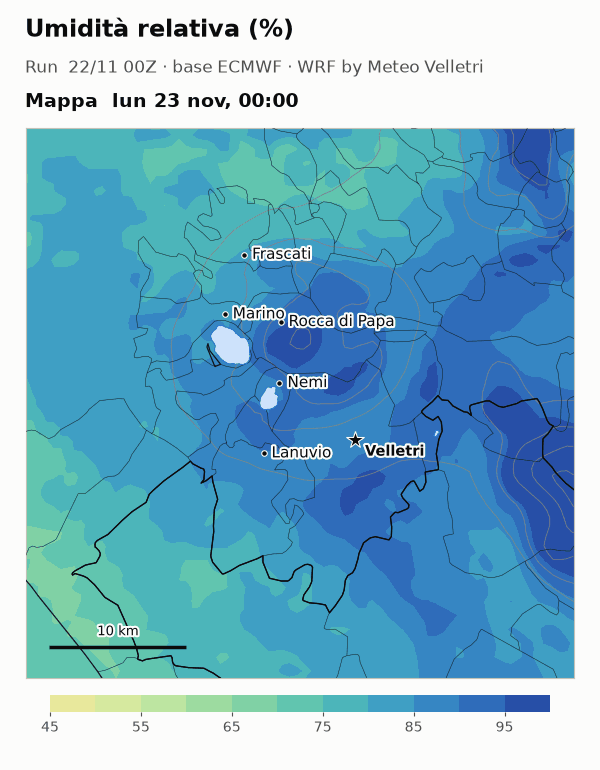 Umidità relativa (%)
Run  22/11 00Z · base ECMWF · WRF by Meteo Velletri
Mappa  lun 23 nov, 00:00
Frascati
Marino
Rocca di Papa
Nemi
Velletri
Lanuvio
10 km
45 55 65 75 85 95